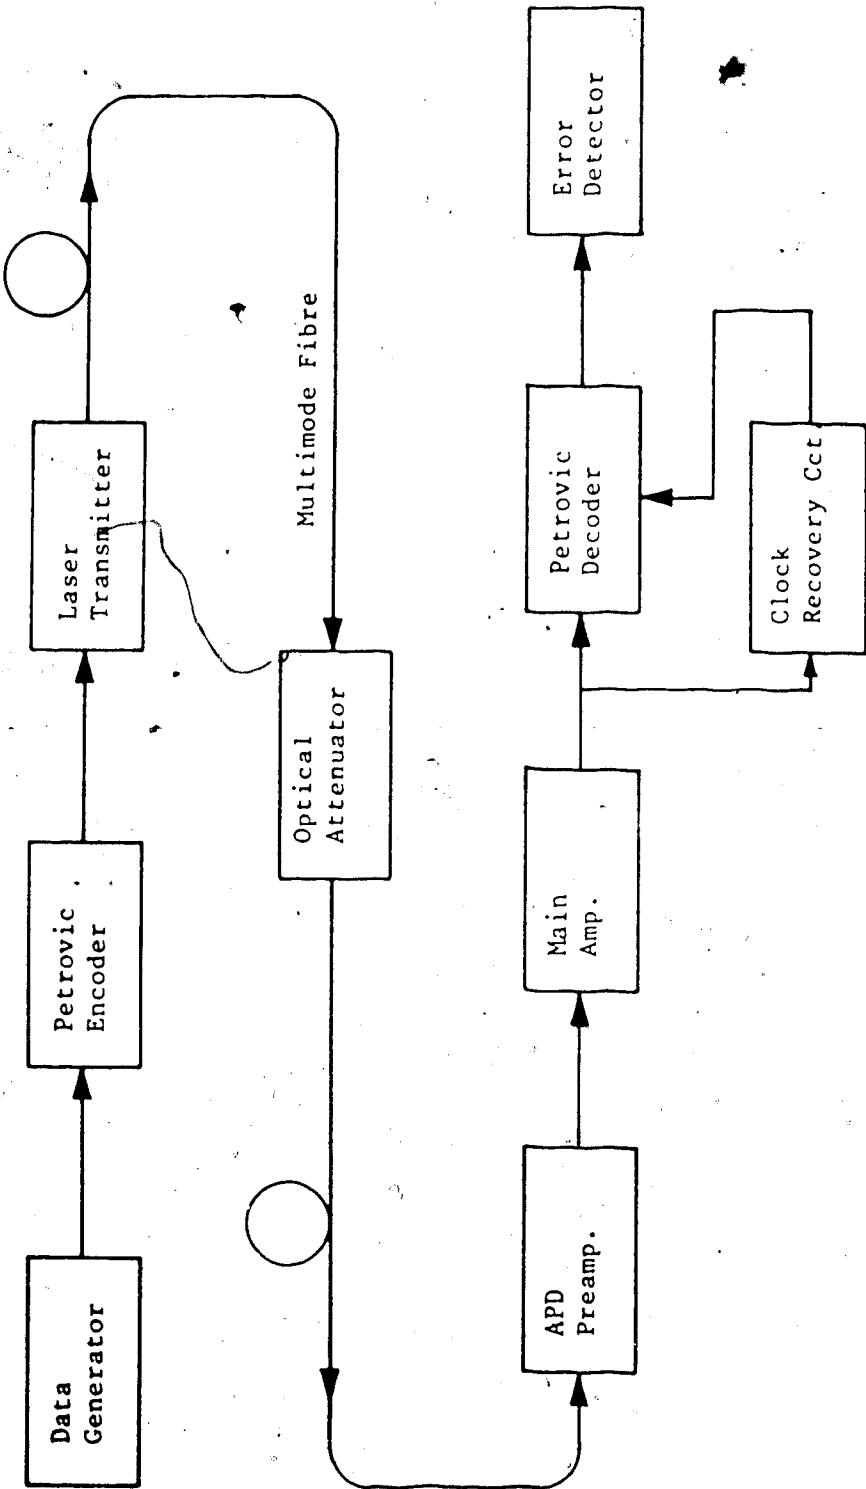 Data
Generator
Petrovic
Encoder
Laser
Transmitter
Multimode Fibre
Optical
Attenuator
APD
Preamp.
Main
Amp.
Petrovic
Decoder
Clock
Recovery Cct
Error
Detector